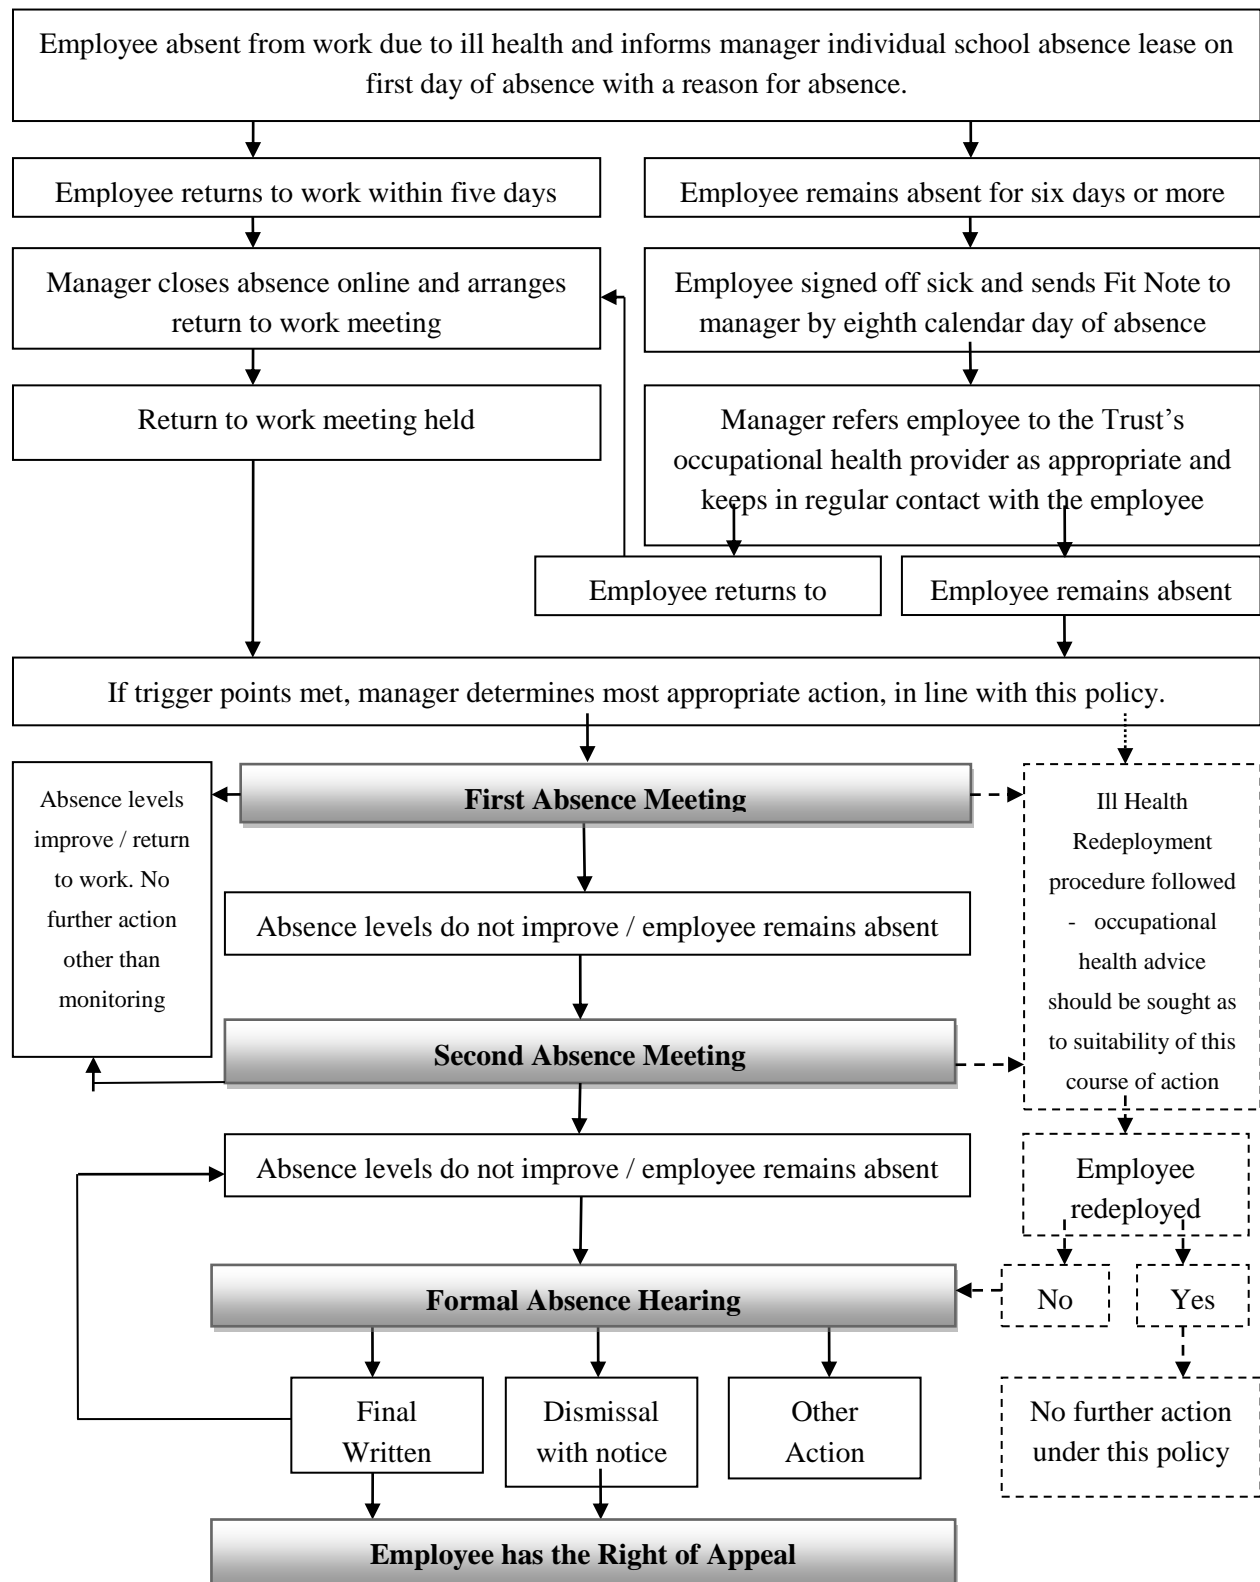 Employee absent from work due to ill health and informs manager individual school absence lease on
first day of absence with a reason for absence.
Employee returns to work within five days
Employee remains absent for six days or more
Manager closes absence online and arranges
return to work meeting
Employee signed off sick and sends Fit Note to
manager by eighth calendar day of absence
Return to work meeting held
Manager refers employee to the Trust’s
occupational health provider as appropriate and
keeps in regular contact with the employee
Employee returns to
Employee remains absent
If trigger points met, manager determines most appropriate action, in line with this policy.
First Absence Meeting
Absence levels
improve / return
to work. No
further action
other than
monitoring
Ill Health
Redeployment
procedure followed
- occupational
health advice
should be sought as
to suitability of this
course of action
Absence levels do not improve / employee remains absent
Second Absence Meeting
Absence levels do not improve / employee remains absent
Employee
redeployed
Formal Absence Hearing
No
Yes
Final
Written
Dismissal
with notice
Other
Action
No further action
under this policy
Employee has the Right of Appeal